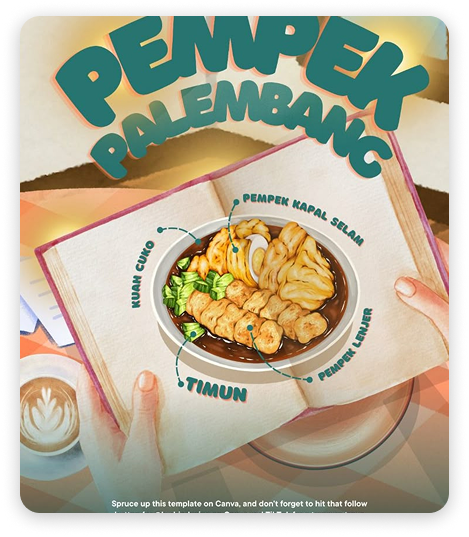 PEMPEK
PALEMBANG
PEMPEK KAPAL SELAM
KUAH CUKO
PEMPEK LENJER
TIMUN
Spruce up this template on Canva, and don't forget to hit that follow